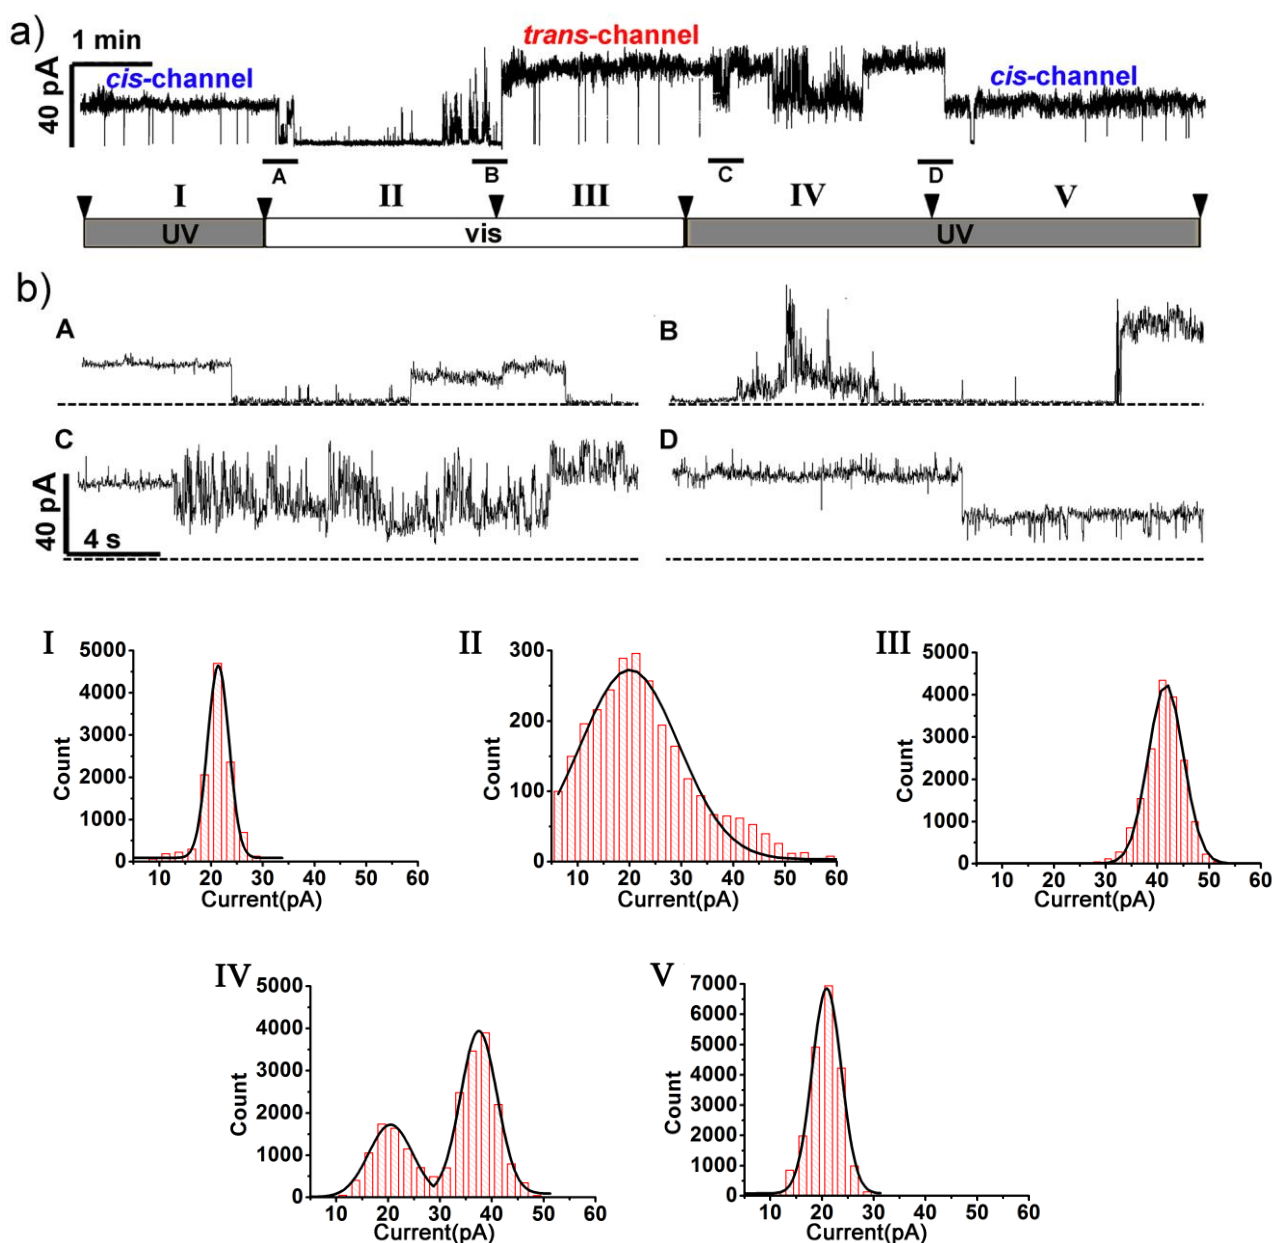 a)
1 min
40 pA
cis-channel
trans-channel
cis-channel
A
B
C
D
I
II
III
IV
V
UV
vis
UV
b)
A
B
C
D
40 pA
4 s
I
5000
4000
3000
2000
1000
0
Count
10 20 30 40 50 60
Current(pA)
II
300
200
100
0
Count
10 20 30 40 50 60
Current(pA)
III
5000
4000
3000
2000
1000
0
Count
10 20 30 40 50 60
Current(pA)
IV
5000
4000
3000
2000
1000
0
Count
10 20 30 40 50 60
Current(pA)
V
7000
6000
5000
4000
3000
2000
1000
0
Count
10 20 30 40 50 60
Current(pA)